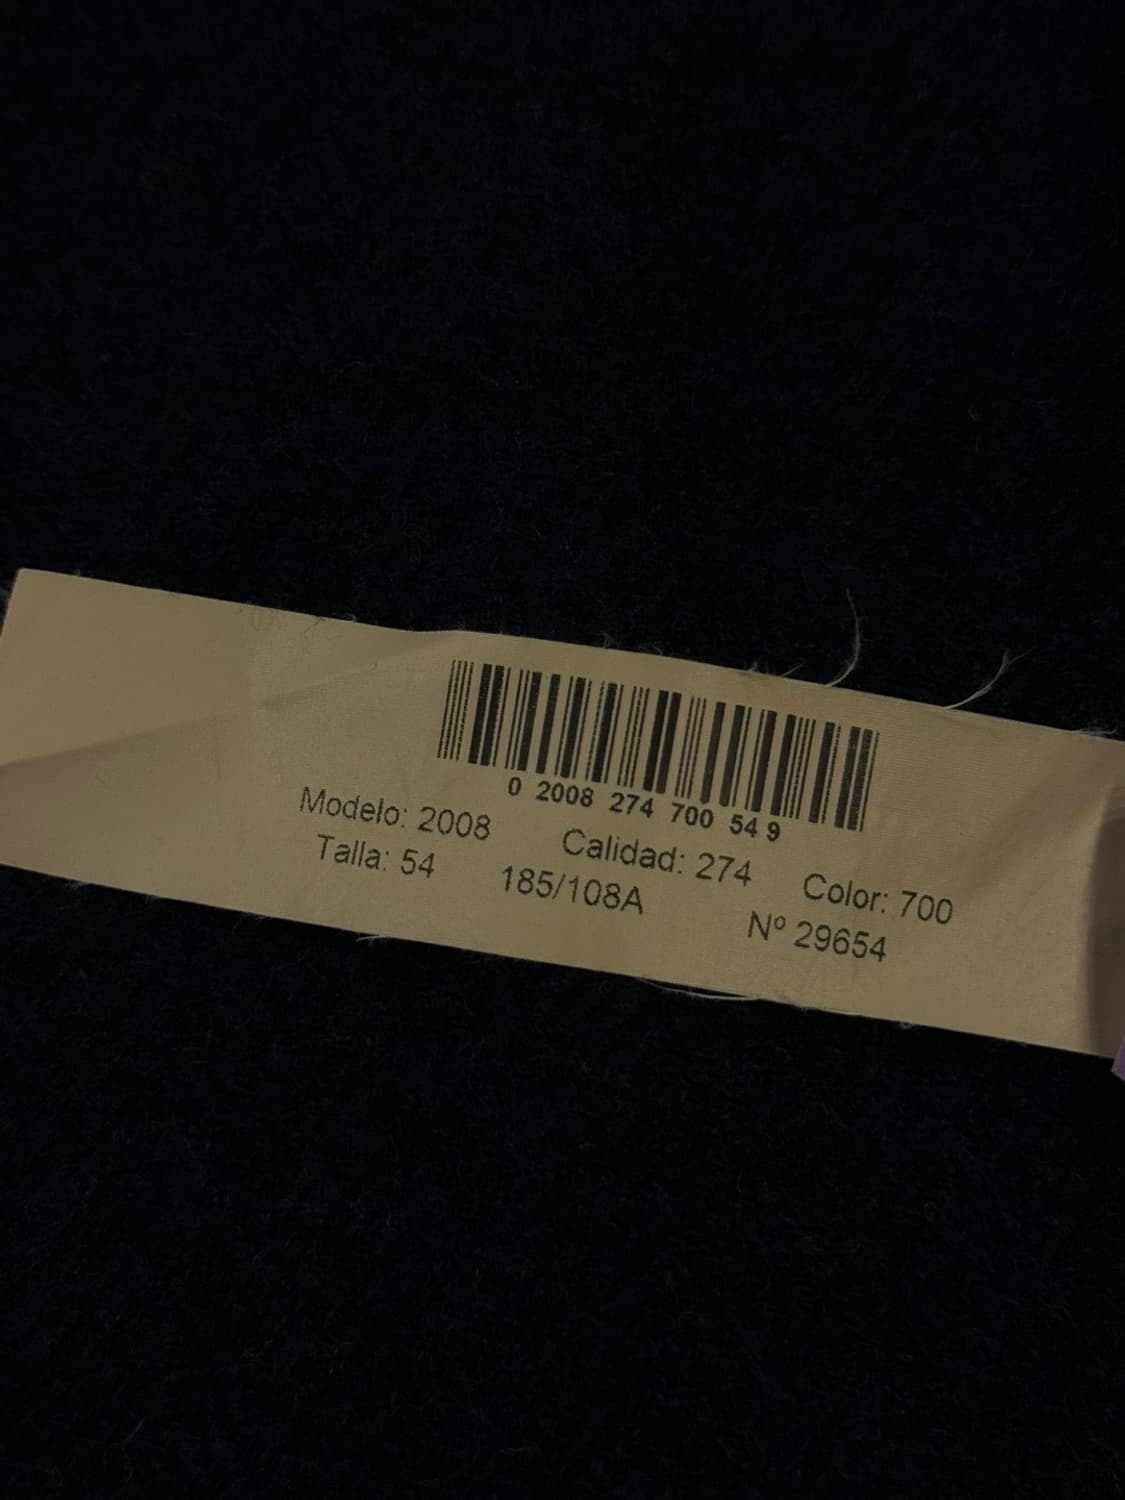 0 2008 274 700 54 9
Modelo: 2008 Calidad: 274 Color: 700
Talla: 54 185/108A Nº 29654